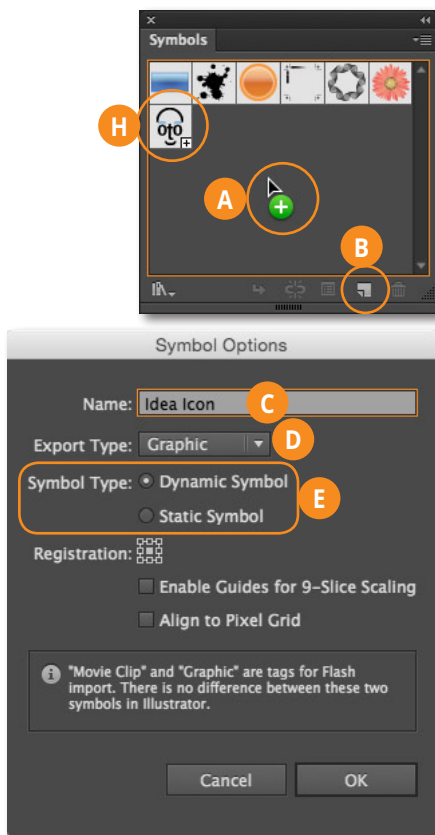 Symbols
H
A
B
Symbol Options
Name: Idea Icon C
Export Type: Graphic D
Symbol Type: Dynamic Symbol E
Static Symbol
Registration:
Enable Guides for 9-Slice Scaling
Align to Pixel Grid
"Movie Clip" and "Graphic" are tags for Flash
import. There is no difference between these two
symbols in Illustrator.
Cancel OK